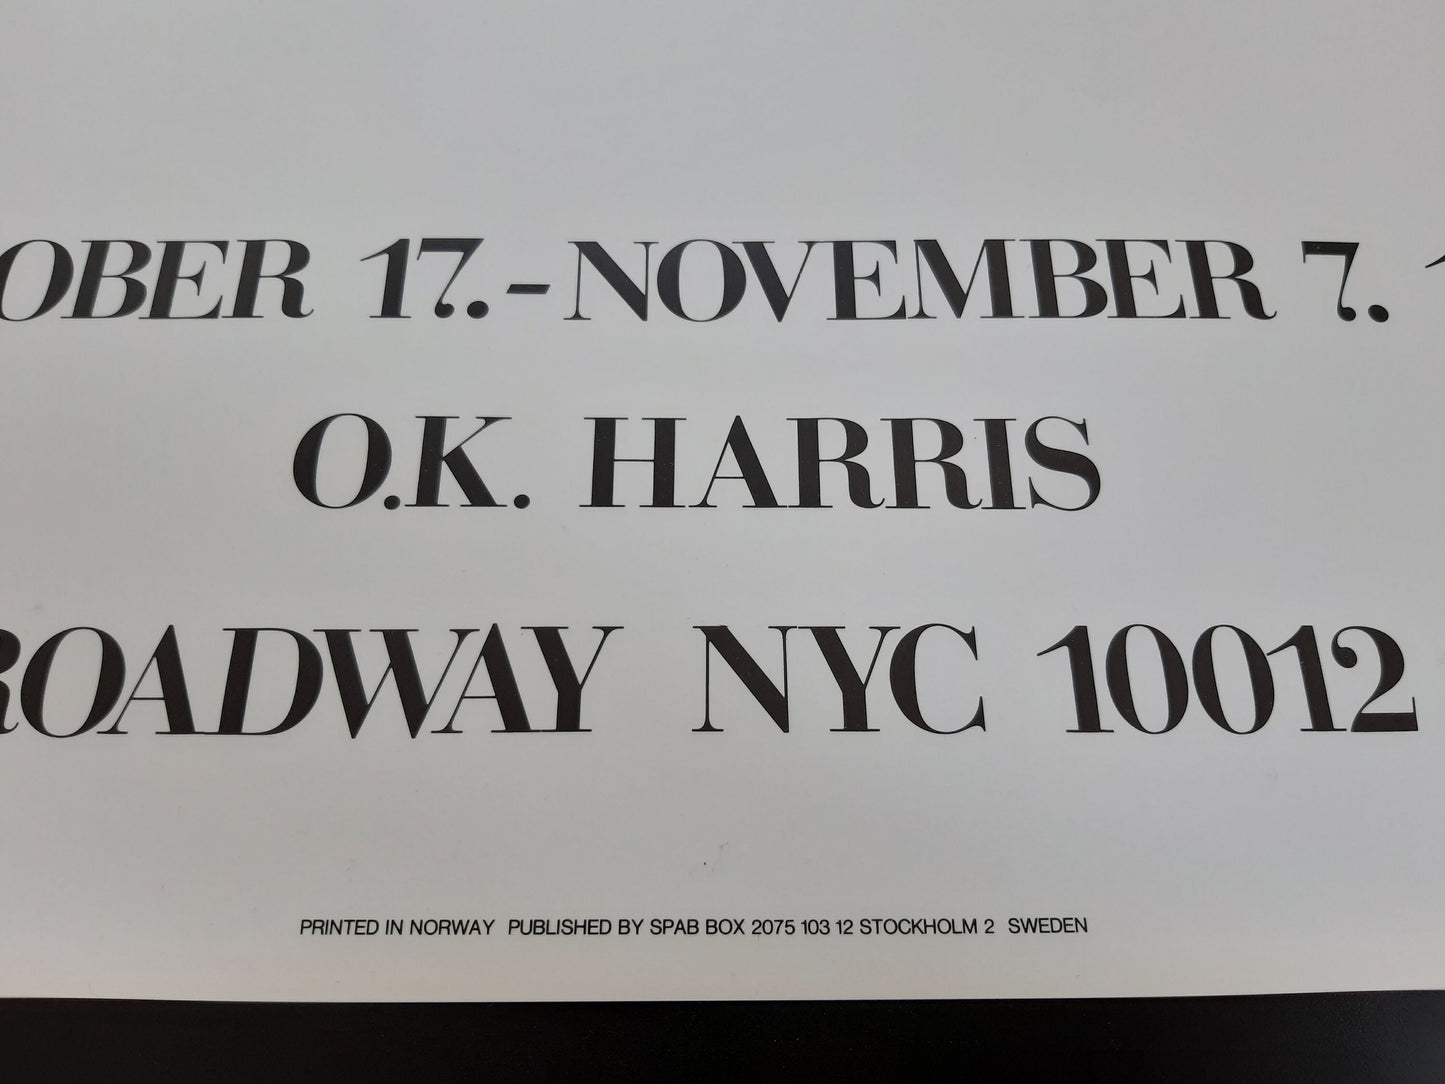 OBER 17.-NOVEMBER 7.
O.K. HARRIS
ROADWAY NYC 10012
PRINTED IN NORWAY PUBLISHED BY SPAB BOX 2075 103 12 STOCKHOLM 2 SWEDEN